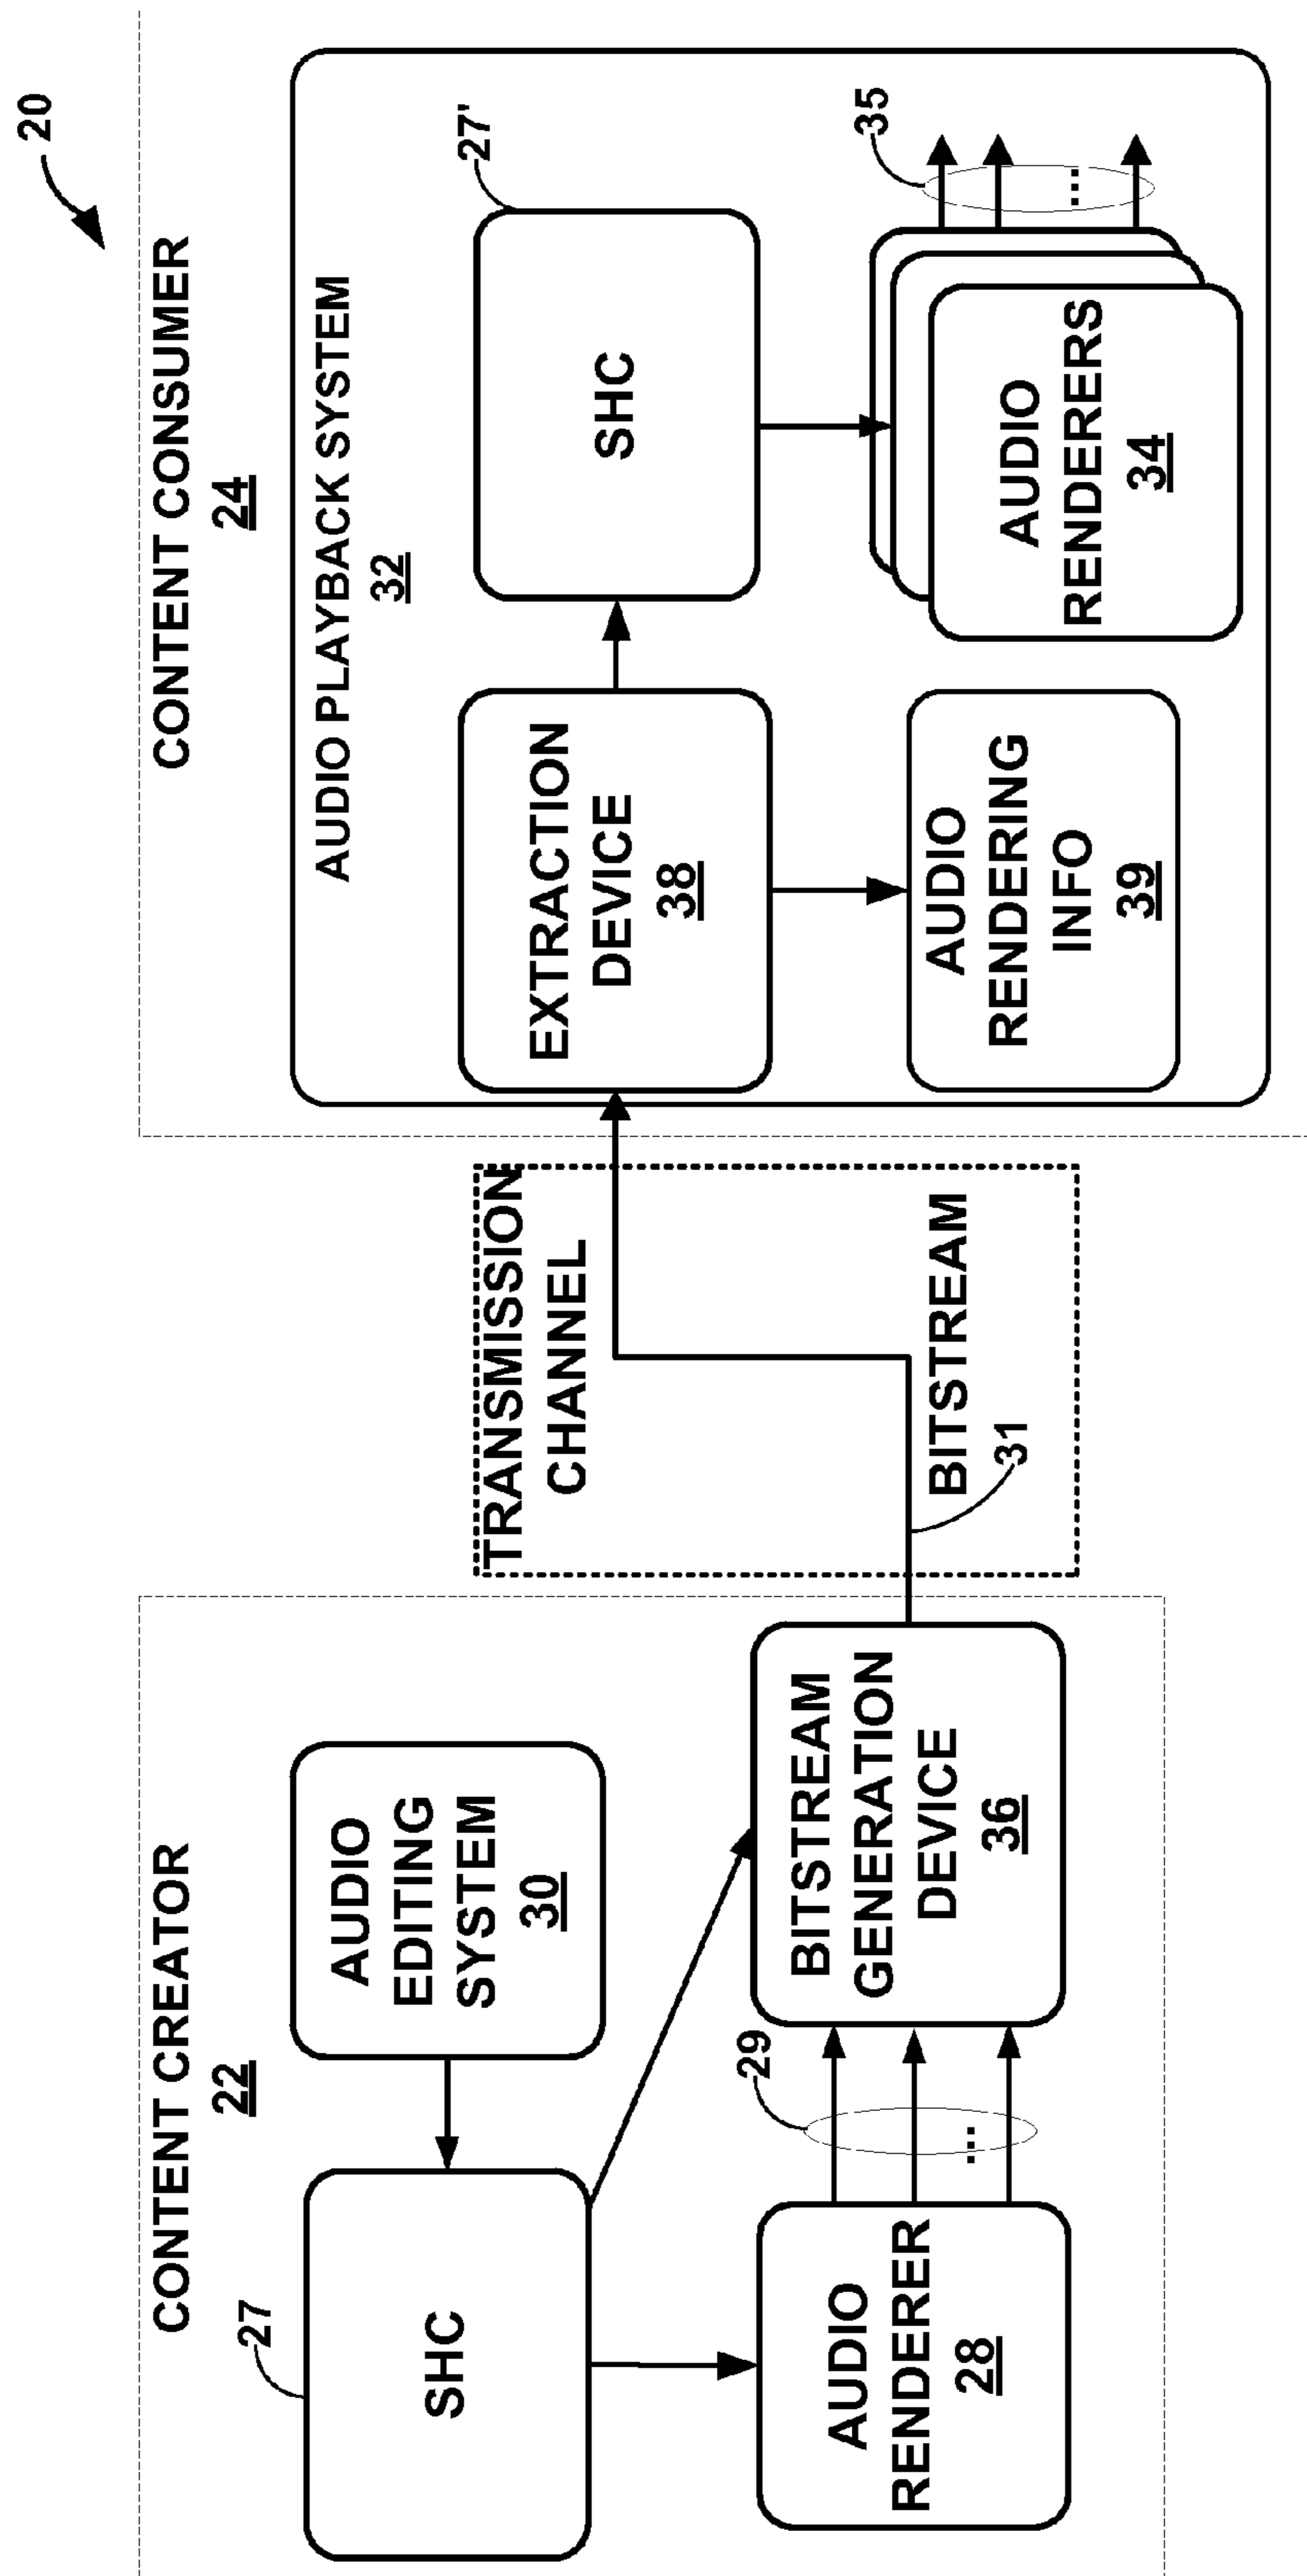 20
CONTENT CREATOR
22
27
SHC
AUDIO
EDITING
SYSTEM
30
AUDIO
RENDERER
28
29
...
BITSTREAM
GENERATION
DEVICE
36
TRANSMISSION
CHANNEL
BITSTREAM
31
CONTENT CONSUMER
24
AUDIO PLAYBACK SYSTEM
32
EXTRACTION
DEVICE
38
27'
SHC
AUDIO
RENDERING
INFO
39
AUDIO
RENDERERS
34
35
...